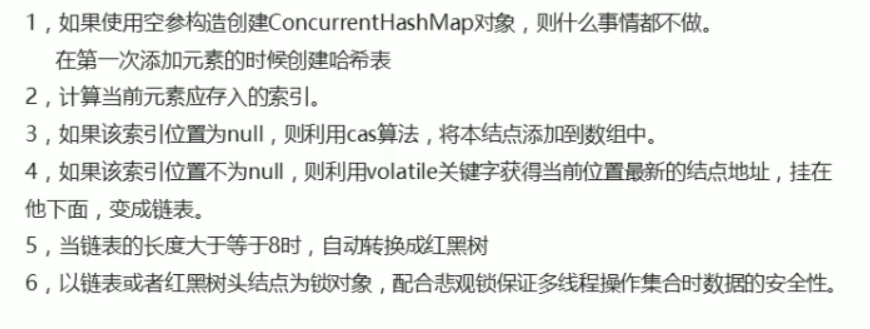 1，如果使用空参构造创建ConcurrentHashMap对象，则什么事情都不做。
在第一次添加元素的时候创建哈希表
2，计算当前元素应存入的索引。
3，如果该索引位置为null，则利用cas算法，将本结点添加到数组中。
4，如果该索引位置不为null，则利用volatile关键字获得当前位置最新的结点地址，挂在
他下面，变成链表。
5，当链表的长度大于等于8时，自动转换成红黑树
6，以链表或者红黑树头结点为锁对象，配合悲观锁保证多线程操作集合时数据的安全性。